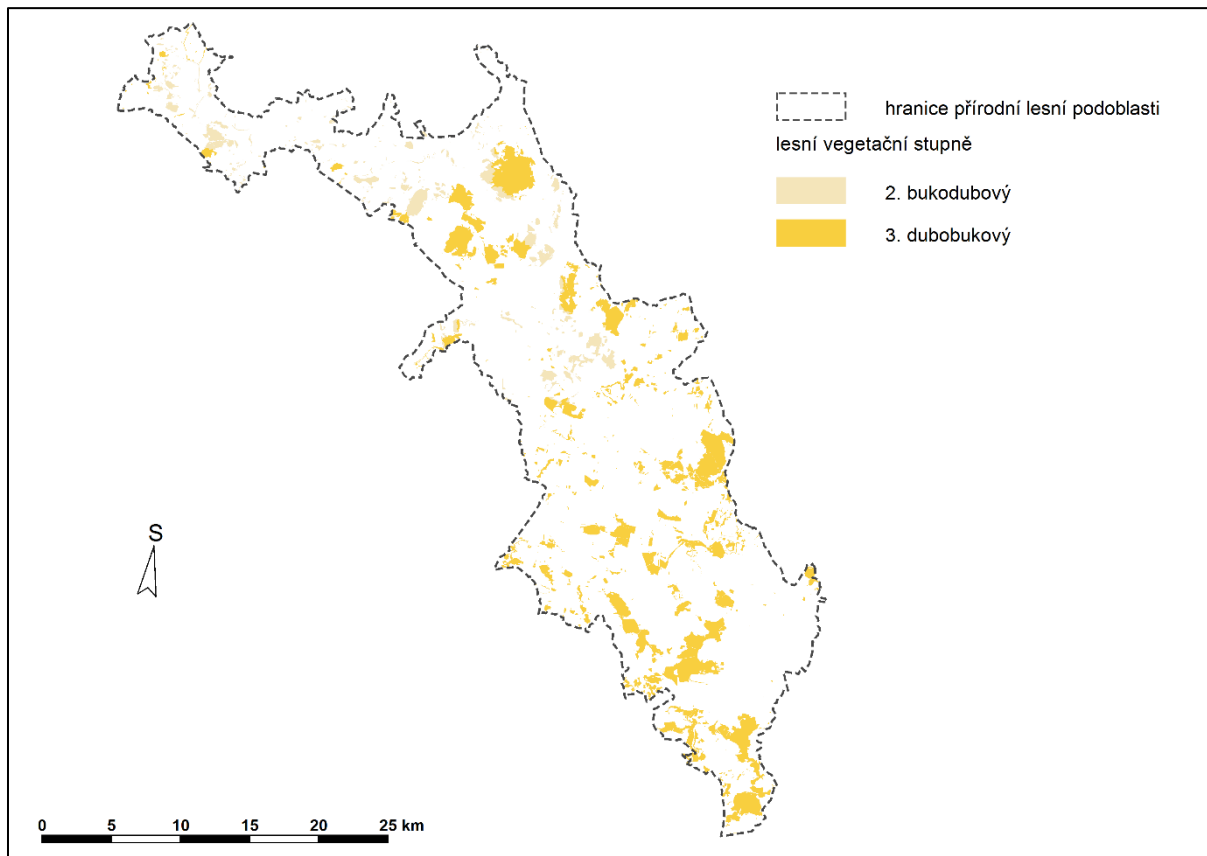 hranice přírodní lesní podoblasti
lesní vegetační stupně
2. bukodubový
3. dubobukový
S
0 5 10 15 20 25 km